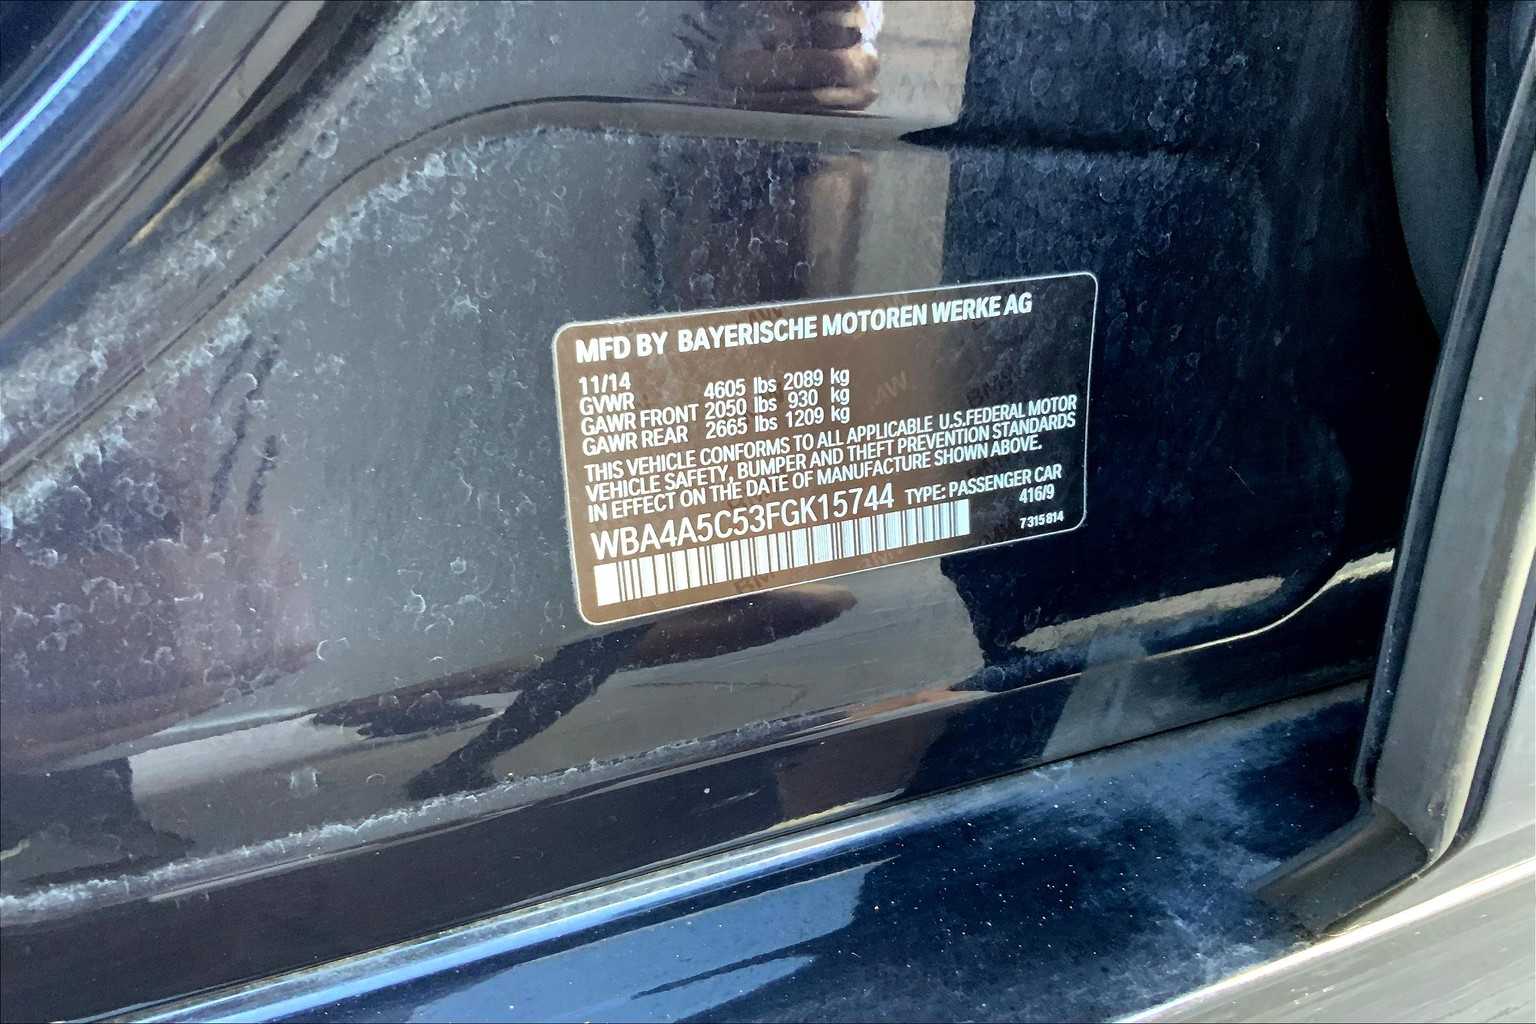 MFD BY BAYERISCHE MOTOREN WERKE AG
11/14
GVWR 4605 lbs 2089 kg
GAWR FRONT 2050 lbs 930 kg
GAWR REAR 2665 lbs 1209 kg
THIS VEHICLE CONFORMS TO ALL APPLICABLE U.S.FEDERAL MOTOR
VEHICLE SAFETY, BUMPER AND THEFT PREVENTION STANDARDS
IN EFFECT ON THE DATE OF MANUFACTURE SHOWN ABOVE.
WBA4A5C53FGK15744 TYPE: PASSENGER CAR
416/9
7315814